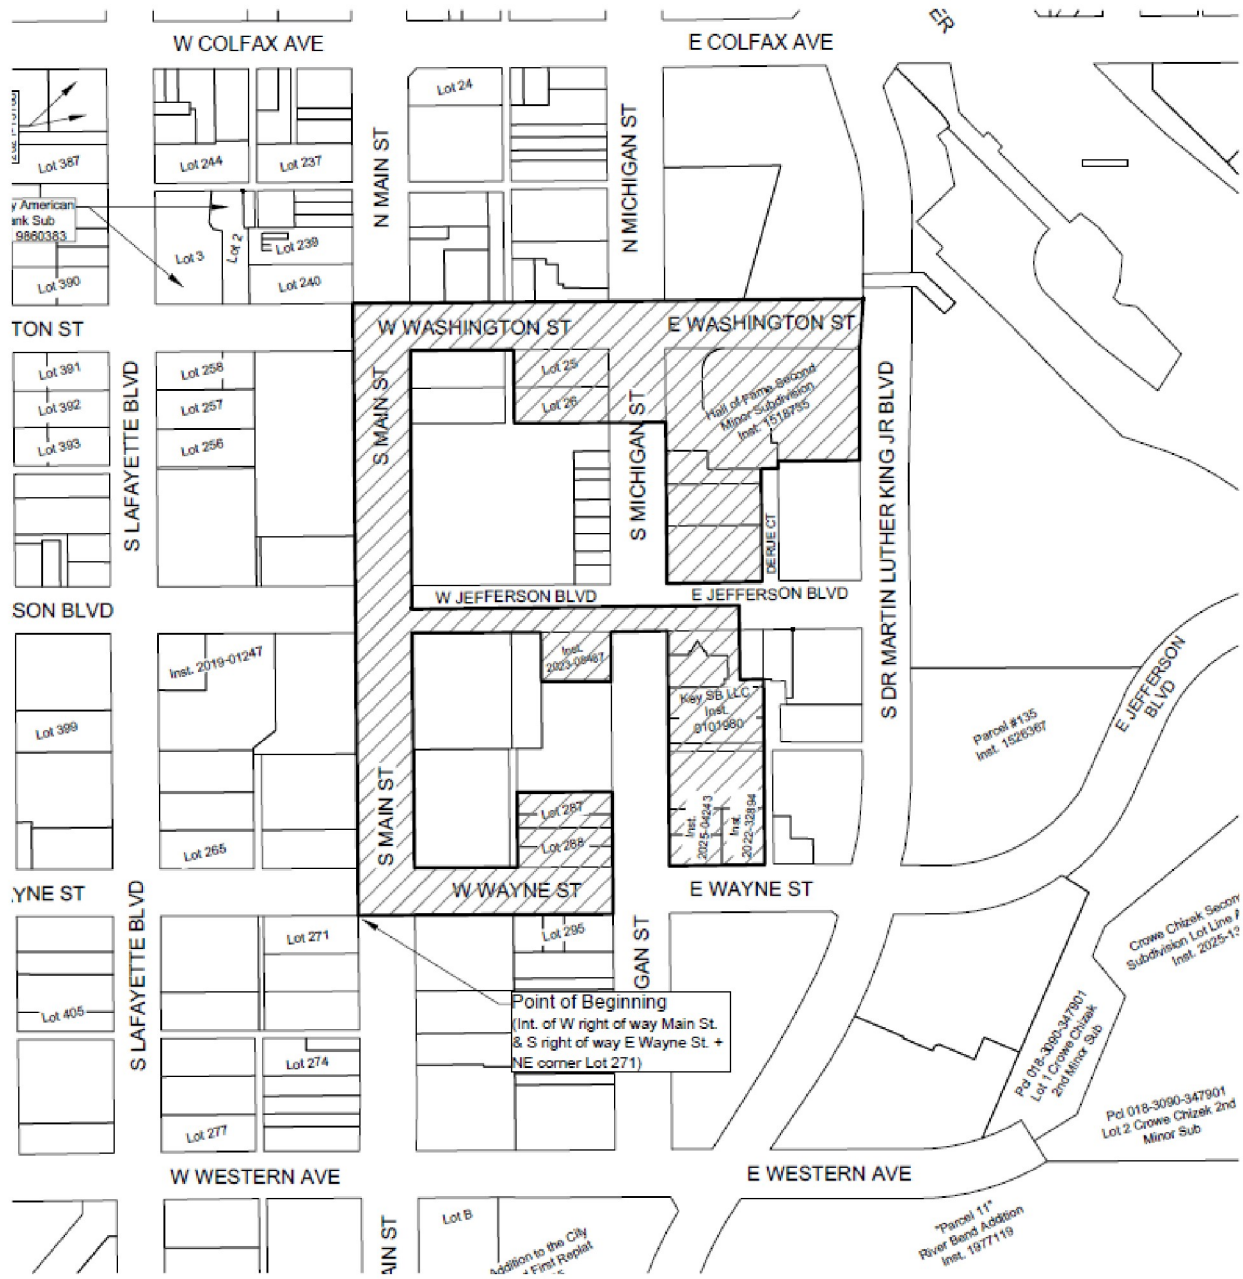 W COLFAX AVE
E COLFAX AVE
ER
Lot 24
N MAIN ST
N MICHIGAN ST
Lot 387
Lot 244
Lot 237
y American
ank Sub
9860383
Lot 3
Lot 2
Lot 239
Lot 240
Lot 390
TON ST
W WASHINGTON ST
E WASHINGTON ST
Lot 391
Lot 392
Lot 393
S LAFAYETTE BLVD
Lot 258
Lot 257
Lot 256
S MAIN ST
Lot 25
Lot 26
S MICHIGAN ST
Hall of Fame Second
Minor Subdivision
Inst. 1518755
DERUE CT
S DR MARTIN LUTHER KING JR BLVD
SON BLVD
W JEFFERSON BLVD
E JEFFERSON BLVD
Inst. 2019-01247
Inst.
2023-08487
Key SB LLC
Inst.
0101980
Lot 399
Parcel #135
Inst. 1526367
E JEFFERSON
BLVD
S MAIN ST
Lot 287
Lot 288
Inst.
2025-04243
Inst.
2022-32894
Lot 265
YNE ST
W WAYNE ST
E WAYNE ST
S LAFAYETTE BLVD
Lot 271
Lot 295
GAN ST
Crowe Chizek Secon
Subdivision Lot Line A
Inst. 2025-13
Point of Beginning
(Int. of W right of way Main St.
& S right of way E Wayne St. +
NE corner Lot 271)
Lot 405
Lot 274
Lot 277
Pcl 018-3090-347901
Lot 1 Crowe Chizek
2nd Minor Sub
Pcl 018-3090-347901
Lot 2 Crowe Chizek 2nd
Minor Sub
W WESTERN AVE
E WESTERN AVE
AIN ST
Lot B
Addition to the City
First Replat
"Parcel 11"
River Bend Addition
Inst. 1977119